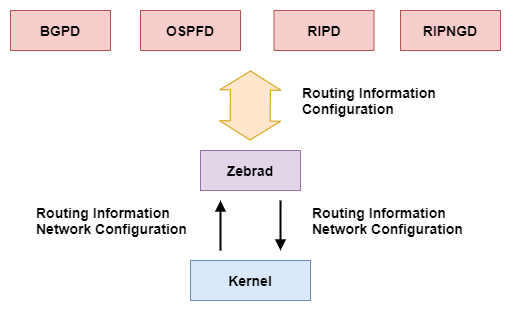 BGPD
OSPFD
RIPD
RIPNGD
Routing Information
Configuration
Zebrad
Routing Information
Network Configuration
Routing Information
Network Configuration
Kernel